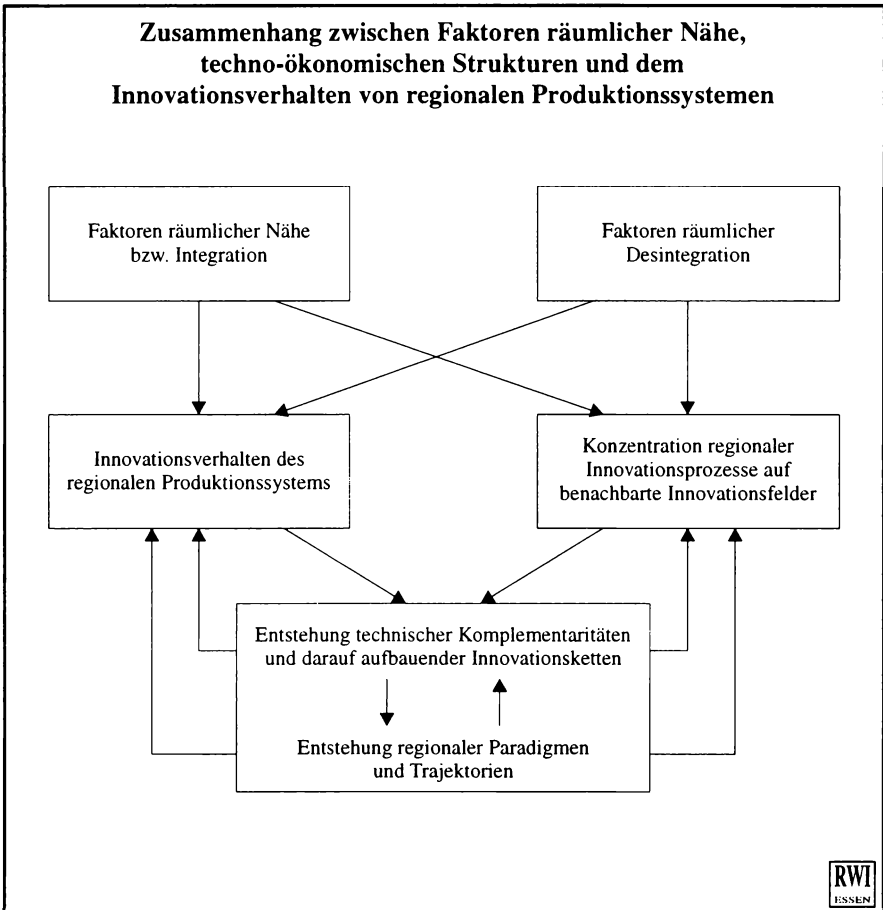 Zusammenhang zwischen Faktoren räumlicher Nähe,
techno-ökonomischen Strukturen und dem
Innovationsverhalten von regionalen Produktionssystemen
Faktoren räumlicher Nähe
bzw. Integration
Faktoren räumlicher
Desintegration
Innovationsverhalten des
regionalen Produktionssystems
Konzentration regionaler
Innovationsprozesse auf
benachbarte Innovationsfelder
Entstehung technischer Komplementaritäten
und darauf aufbauender Innovationsketten
Entstehung regionaler Paradigmen
und Trajektorien
RWI
ESSEN